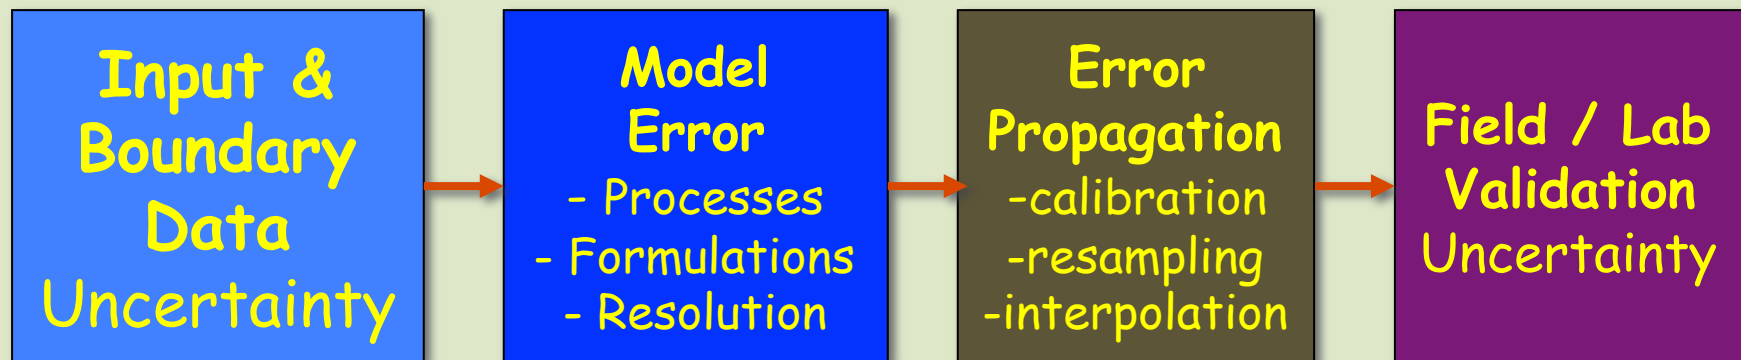 Input &
Boundary
Data
Uncertainty
Model
Error
- Processes
- Formulations
- Resolution
Error
Propagation
-calibration
-resampling
-interpolation
Field / Lab
Validation
Uncertainty